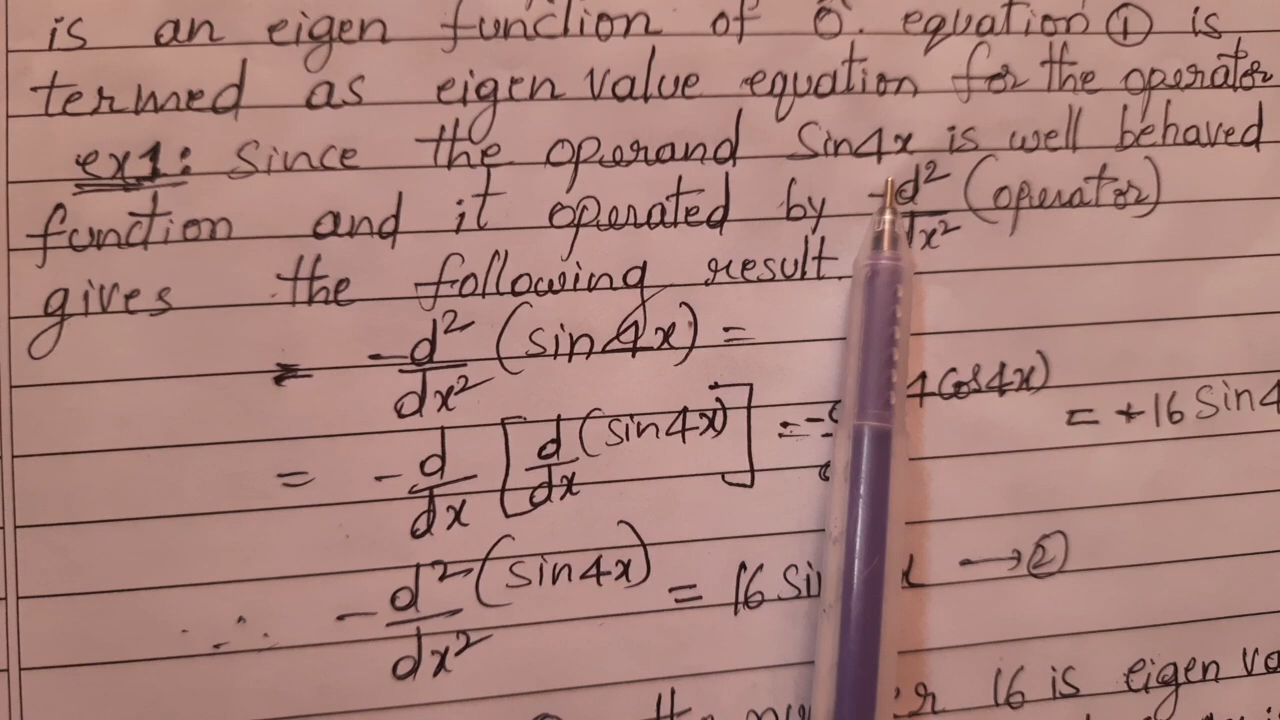 is an eigen function of ô. equation ① is
termed as eigen value equation for the operator
ex1: Since the operand Sin4x is well behaved
function and it operated by -d²/dx² (operator)
gives the following result
= -d²/dx² (sin4x) =
= -d/dx [d/dx (sin4x)] = - 4cos4x) = +16 Sin4
∴ -d²/dx² (sin4x) = 16 Si x → ②
16 is eigen